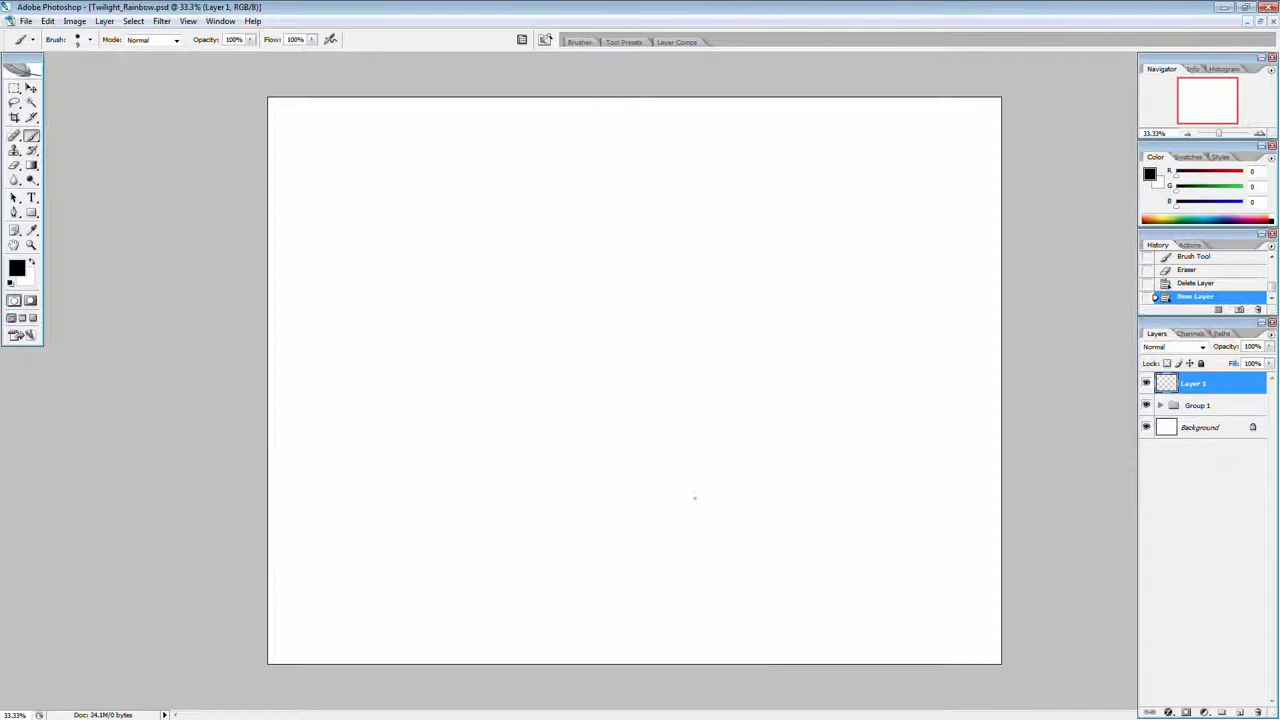 Adobe Photoshop - [Twilight_Rainbow.psd @ 33.3% (Layer 1, RGB/8)]
File Edit Image Layer Select Filter View Window Help
Brush: 9 Mode: Normal Opacity: 100% Flow: 100% Brushes Tool Presets Layer Comps
Navigator Info Histogram
33.33%
Color Swatches Styles
R 0
G 0
B 0
History Actions
Brush Tool
Eraser
Delete Layer
New Layer
Layers Channels Paths
Normal Opacity: 100%
Lock: Fill: 100%
Layer 1
Group 1
Background
33.33% Doc: 24.1M/0 bytes